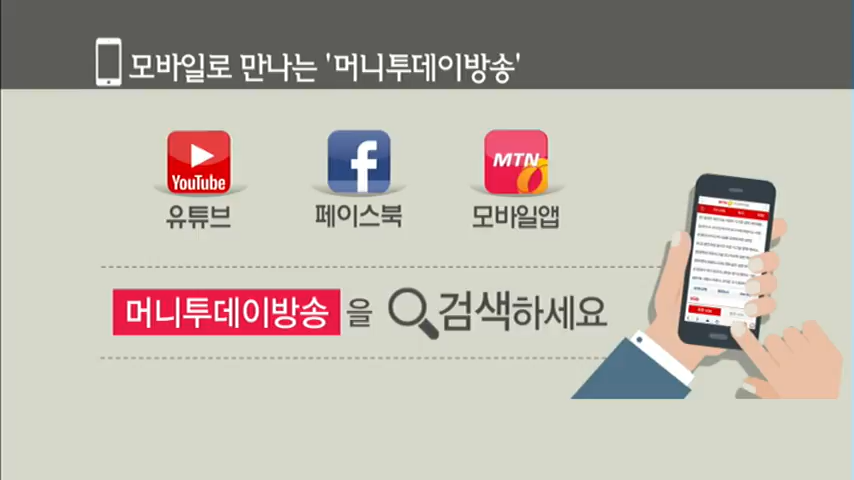 모바일로 만나는 '머니투데이방송'
YouTube
MTN
유튜브
페이스북
모바일앱
머니투데이방송을 검색하세요